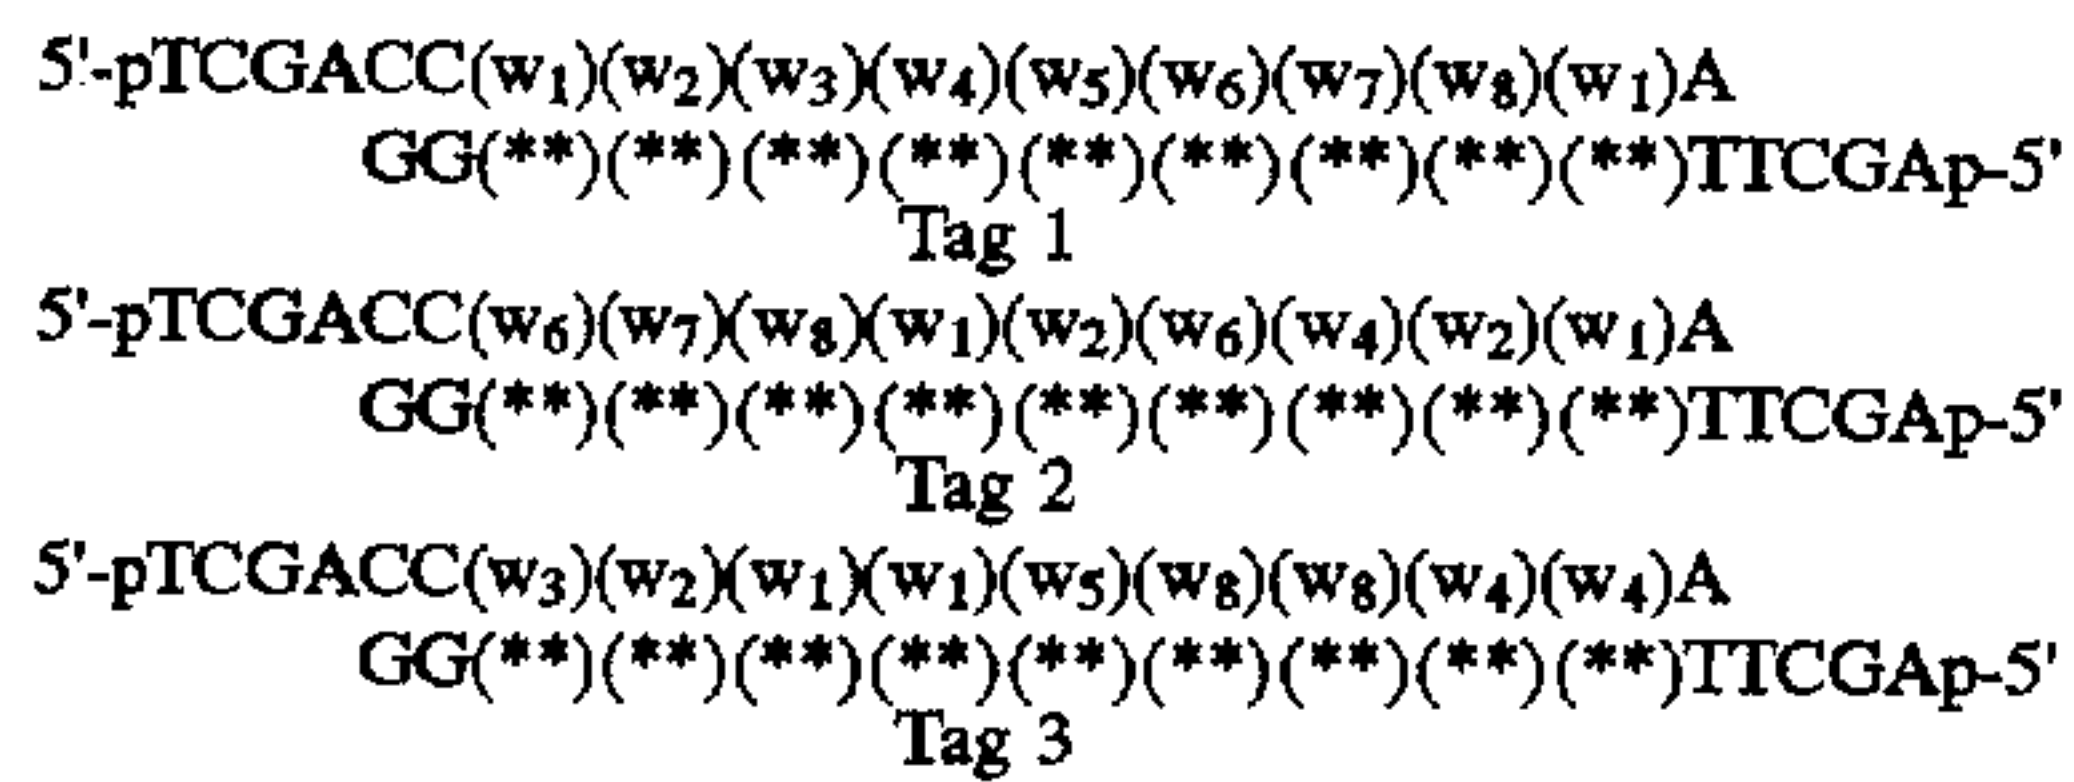 5'-pTCGACC(w₁)(w₂)(w₃)(w₄)(w₅)(w₆)(w₇)(w₈)(w₁)A
GG(**)(**)(**)(**)(**)(**)(**)(**)(**)TTCGAp-5'
Tag 1
5'-pTCGACC(w₆)(w₇)(w₈)(w₁)(w₂)(w₆)(w₄)(w₂)(w₁)A
GG(**)(**)(**)(**)(**)(**)(**)(**)(**)TTCGAp-5'
Tag 2
5'-pTCGACC(w₃)(w₂)(w₁)(w₁)(w₅)(w₈)(w₈)(w₄)(w₄)A
GG(**)(**)(**)(**)(**)(**)(**)(**)(**)TTCGAp-5'
Tag 3